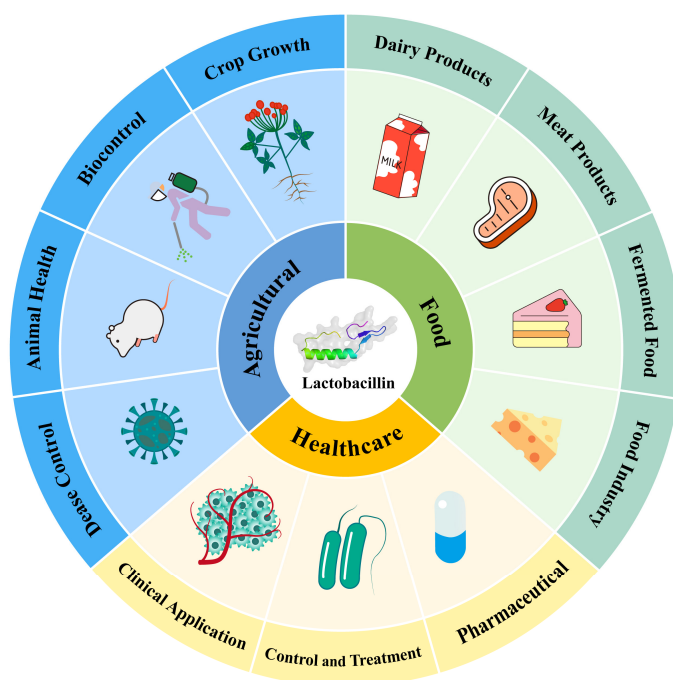 Crop Growth
Dairy Products
Meat Products
Fermented Food
Food Industry
Pharmaceutical
Control and Treatment
Clinical Application
Dease Control
Animal Health
Biocontrol
Agricultural
Food
Healthcare
MILK
Lactobacillin